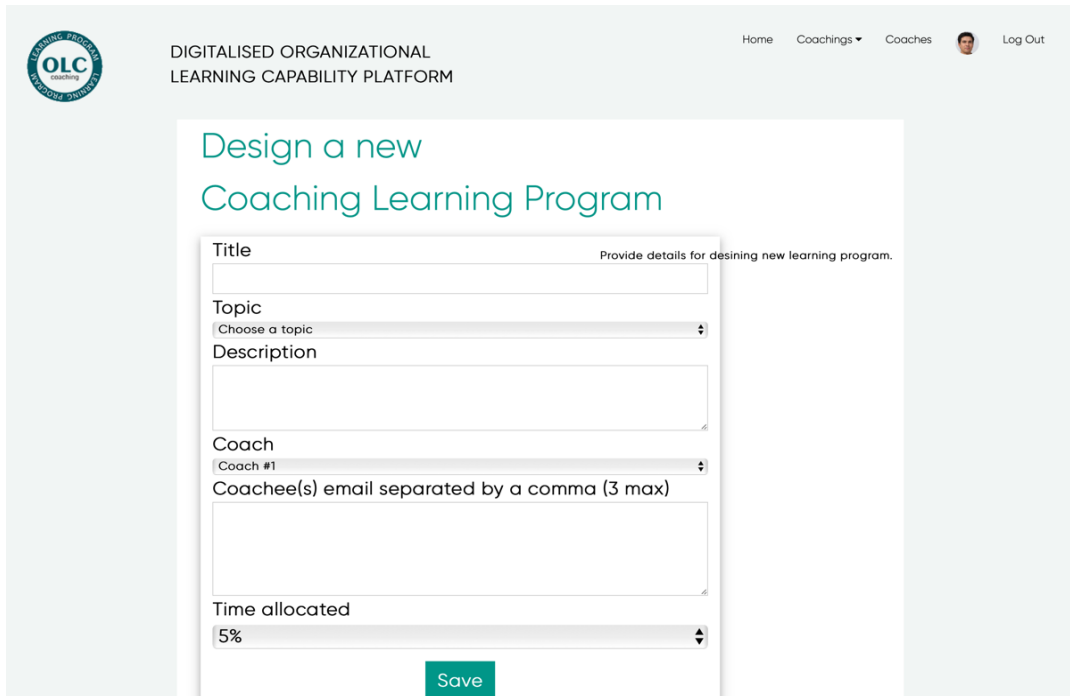 LEARNING PROGRAM
OLC
coaching
LEARNING PROGRAM
DIGITALISED ORGANIZATIONAL
LEARNING CAPABILITY PLATFORM
Home Coachings Coaches Log Out
Design a new
Coaching Learning Program
Title
Provide details for desining new learning program.
Topic
Choose a topic
Description
Coach
Coach #1
Coachee(s) email separated by a comma (3 max)
Time allocated
5%
Save